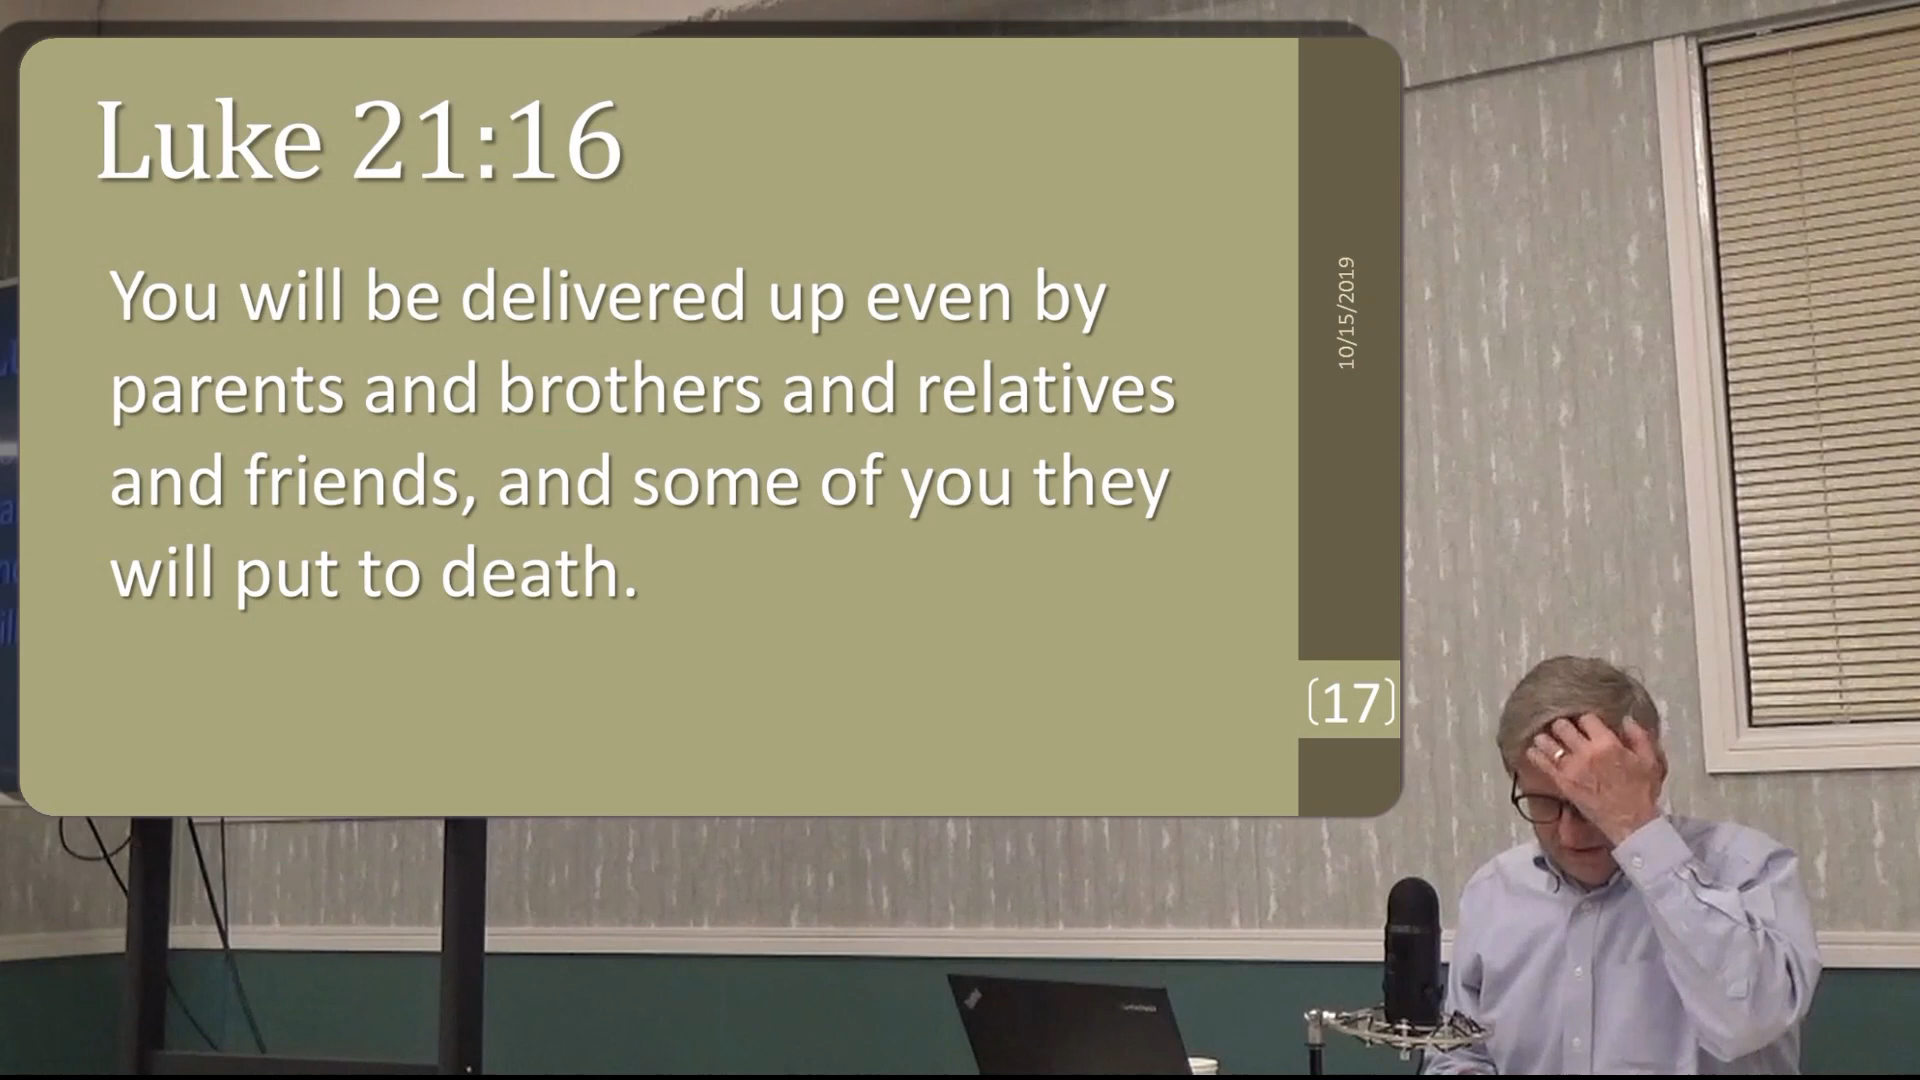 Luke 21:16
You will be delivered up even by
parents and brothers and relatives
and friends, and some of you they
will put to death.
10/15/2019
(17)